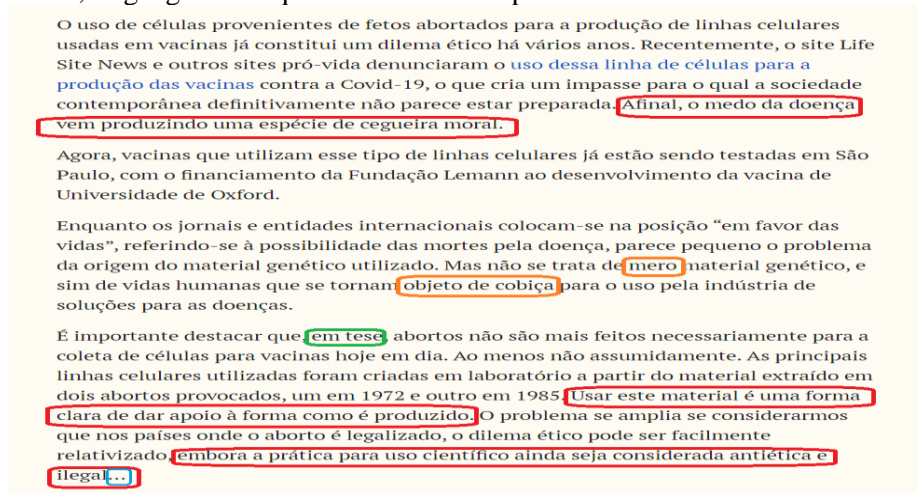 O uso de células provenientes de fetos abortados para a produção de linhas celulares
usadas em vacinas já constitui um dilema ético há vários anos. Recentemente, o site Life
Site News e outros sites pró-vida denunciaram o uso dessa linha de células para a
produção das vacinas contra a Covid-19, o que cria um impasse para o qual a sociedade
contemporânea definitivamente não parece estar preparada. Afinal, o medo da doença
vem produzindo uma espécie de cegueira moral.
Agora, vacinas que utilizam esse tipo de linhas celulares já estão sendo testadas em São
Paulo, com o financiamento da Fundação Lemann ao desenvolvimento da vacina de
Universidade de Oxford.
Enquanto os jornais e entidades internacionais colocam-se na posição “em favor das
vidas”, referindo-se à possibilidade das mortes pela doença, parece pequeno o problema
da origem do material genético utilizado. Mas não se trata de mero material genético, e
sim de vidas humanas que se tornam objeto de cobiça para o uso pela indústria de
soluções para as doenças.
É importante destacar que, em tese, abortos não são mais feitos necessariamente para a
coleta de células para vacinas hoje em dia. Ao menos não assumidamente. As principais
linhas celulares utilizadas foram criadas em laboratório a partir do material extraído em
dois abortos provocados, um em 1972 e outro em 1985. Usar este material é uma forma
clara de dar apoio à forma como é produzido. O problema se amplia se considerarmos
que nos países onde o aborto é legalizado, o dilema ético pode ser facilmente
relativizado, embora a prática para uso científico ainda seja considerada antiética e
ilegal...